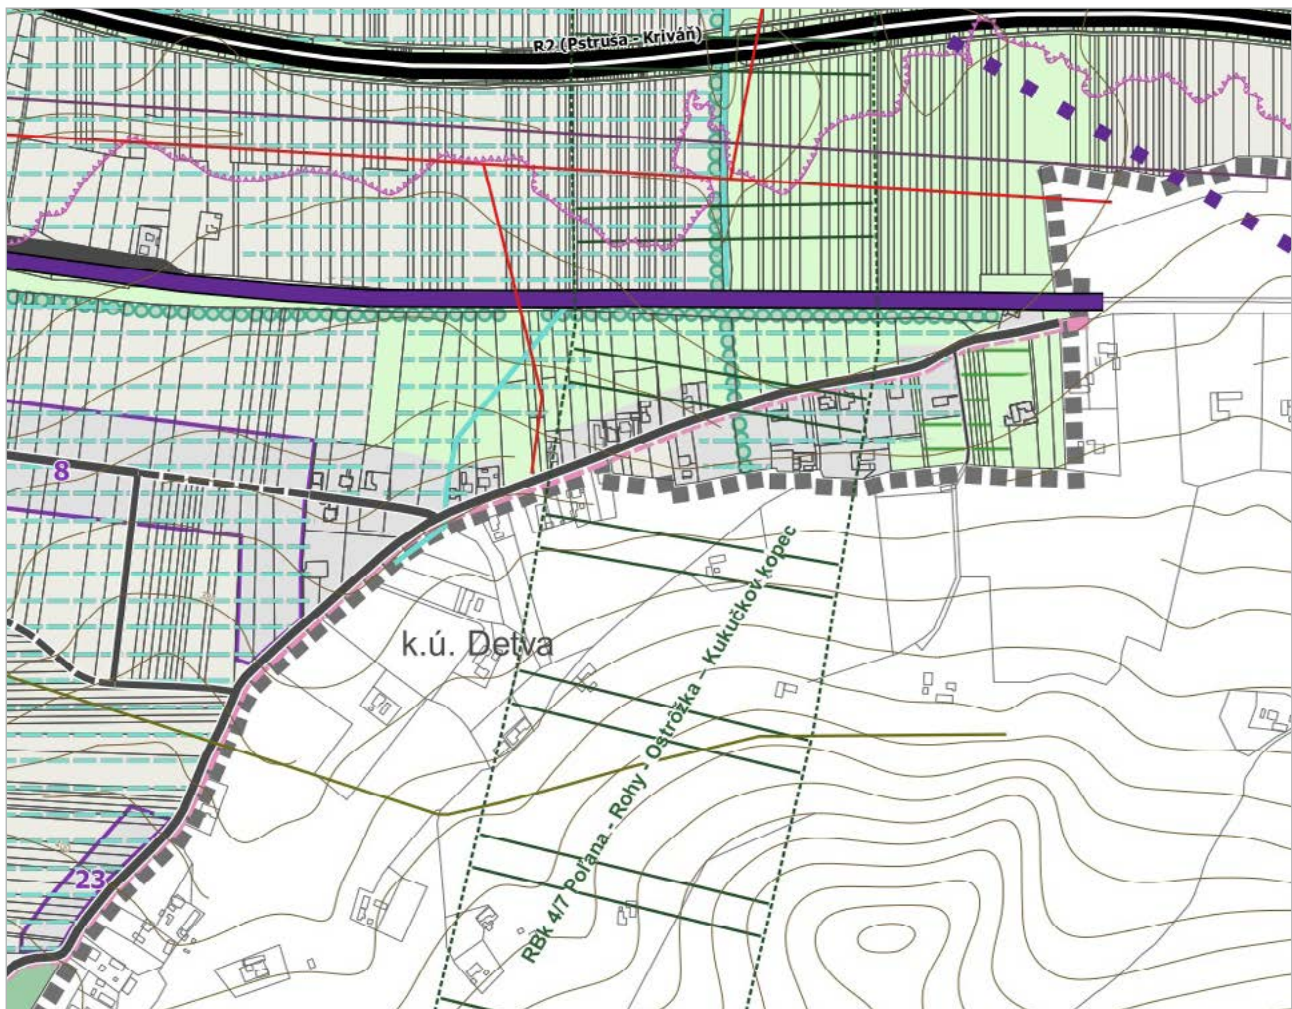 R2 (Pstruša - Kriváň)
8
k.ú. Detva
RBk 4/7 Poľana - Rohy - Ostrôžka – Kukučkov kopec
23